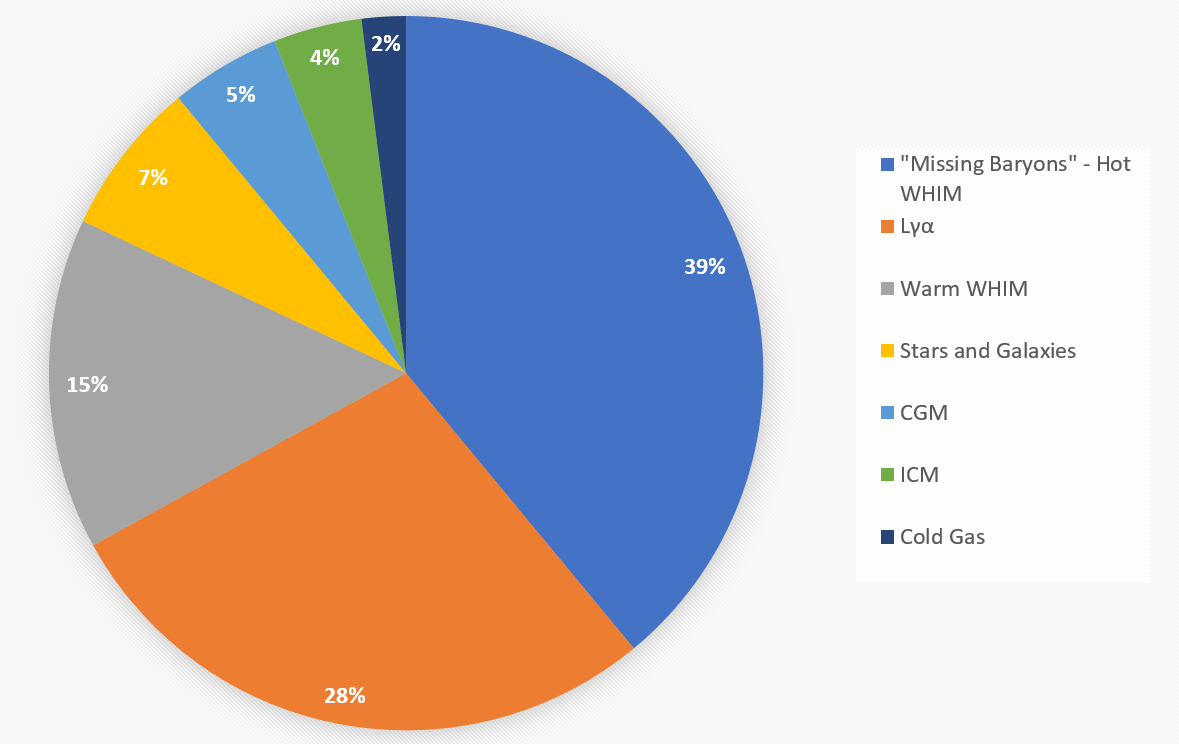 2%
4%
5%
7%
39%
15%
28%
"Missing Baryons" - Hot
WHIM
Lyα
Warm WHIM
Stars and Galaxies
CGM
ICM
Cold Gas